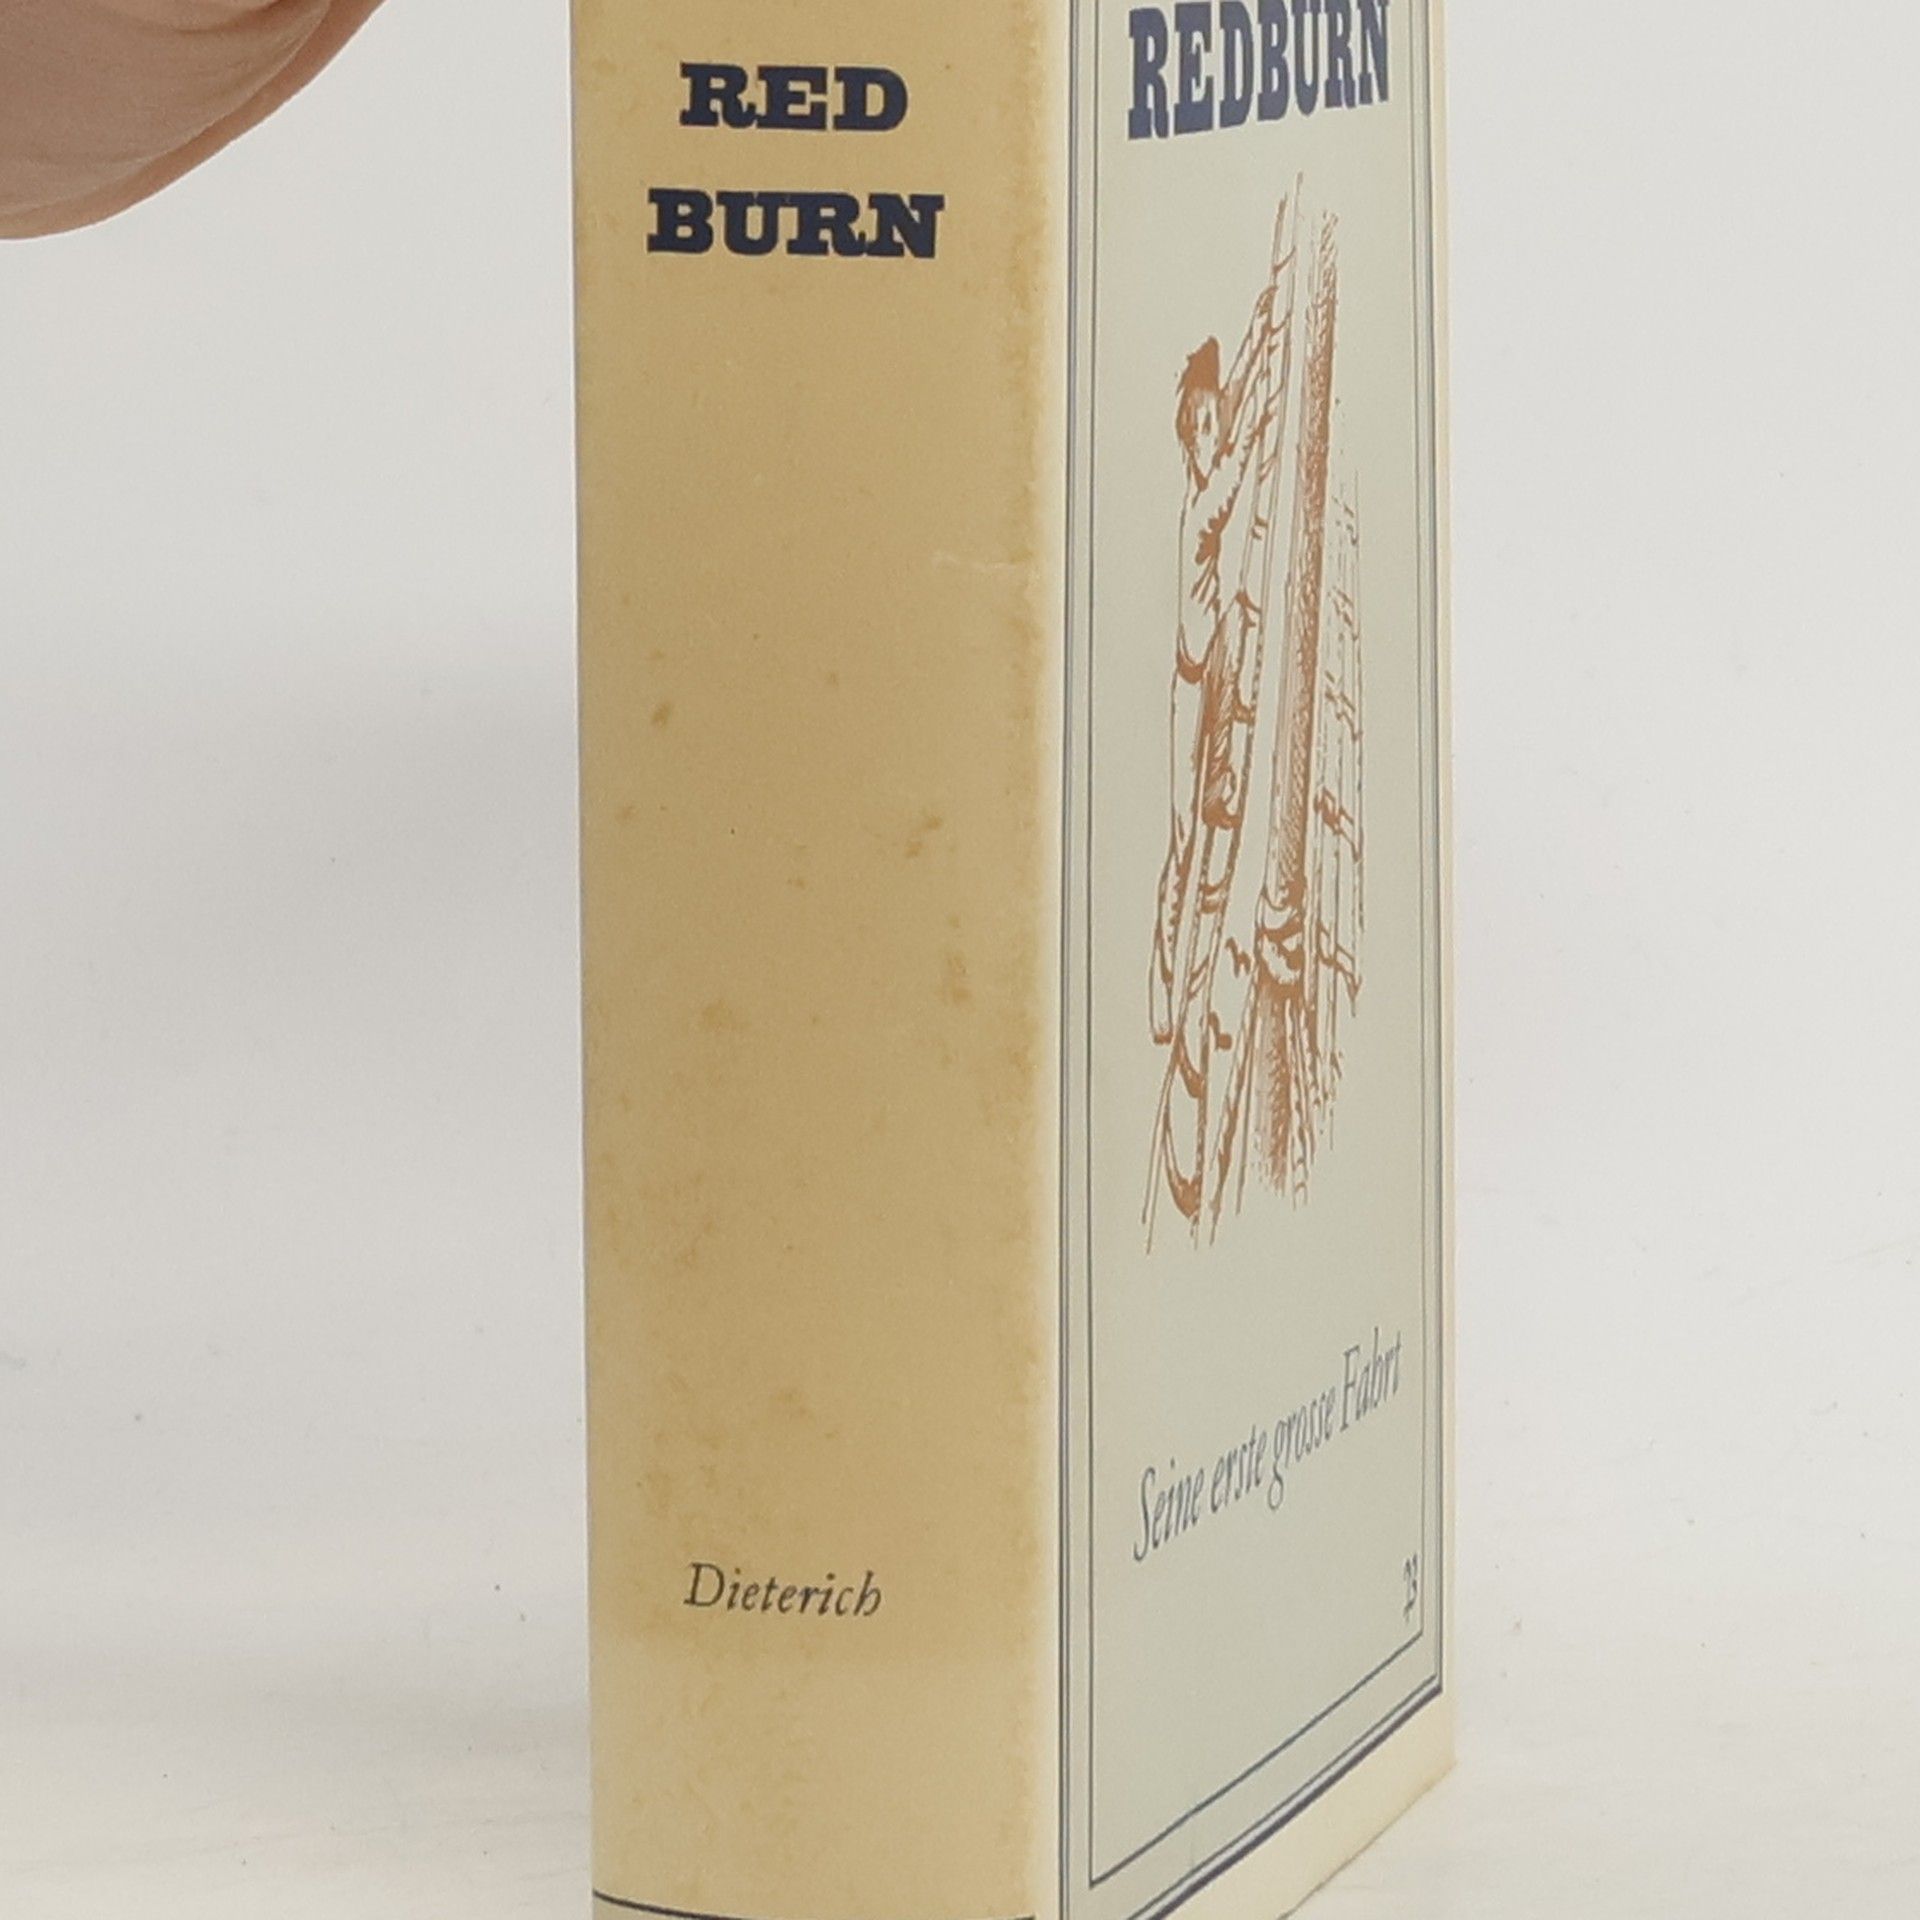 RED
BURN
Dieterich
REDBURN
Seine erste grosse Fahrt